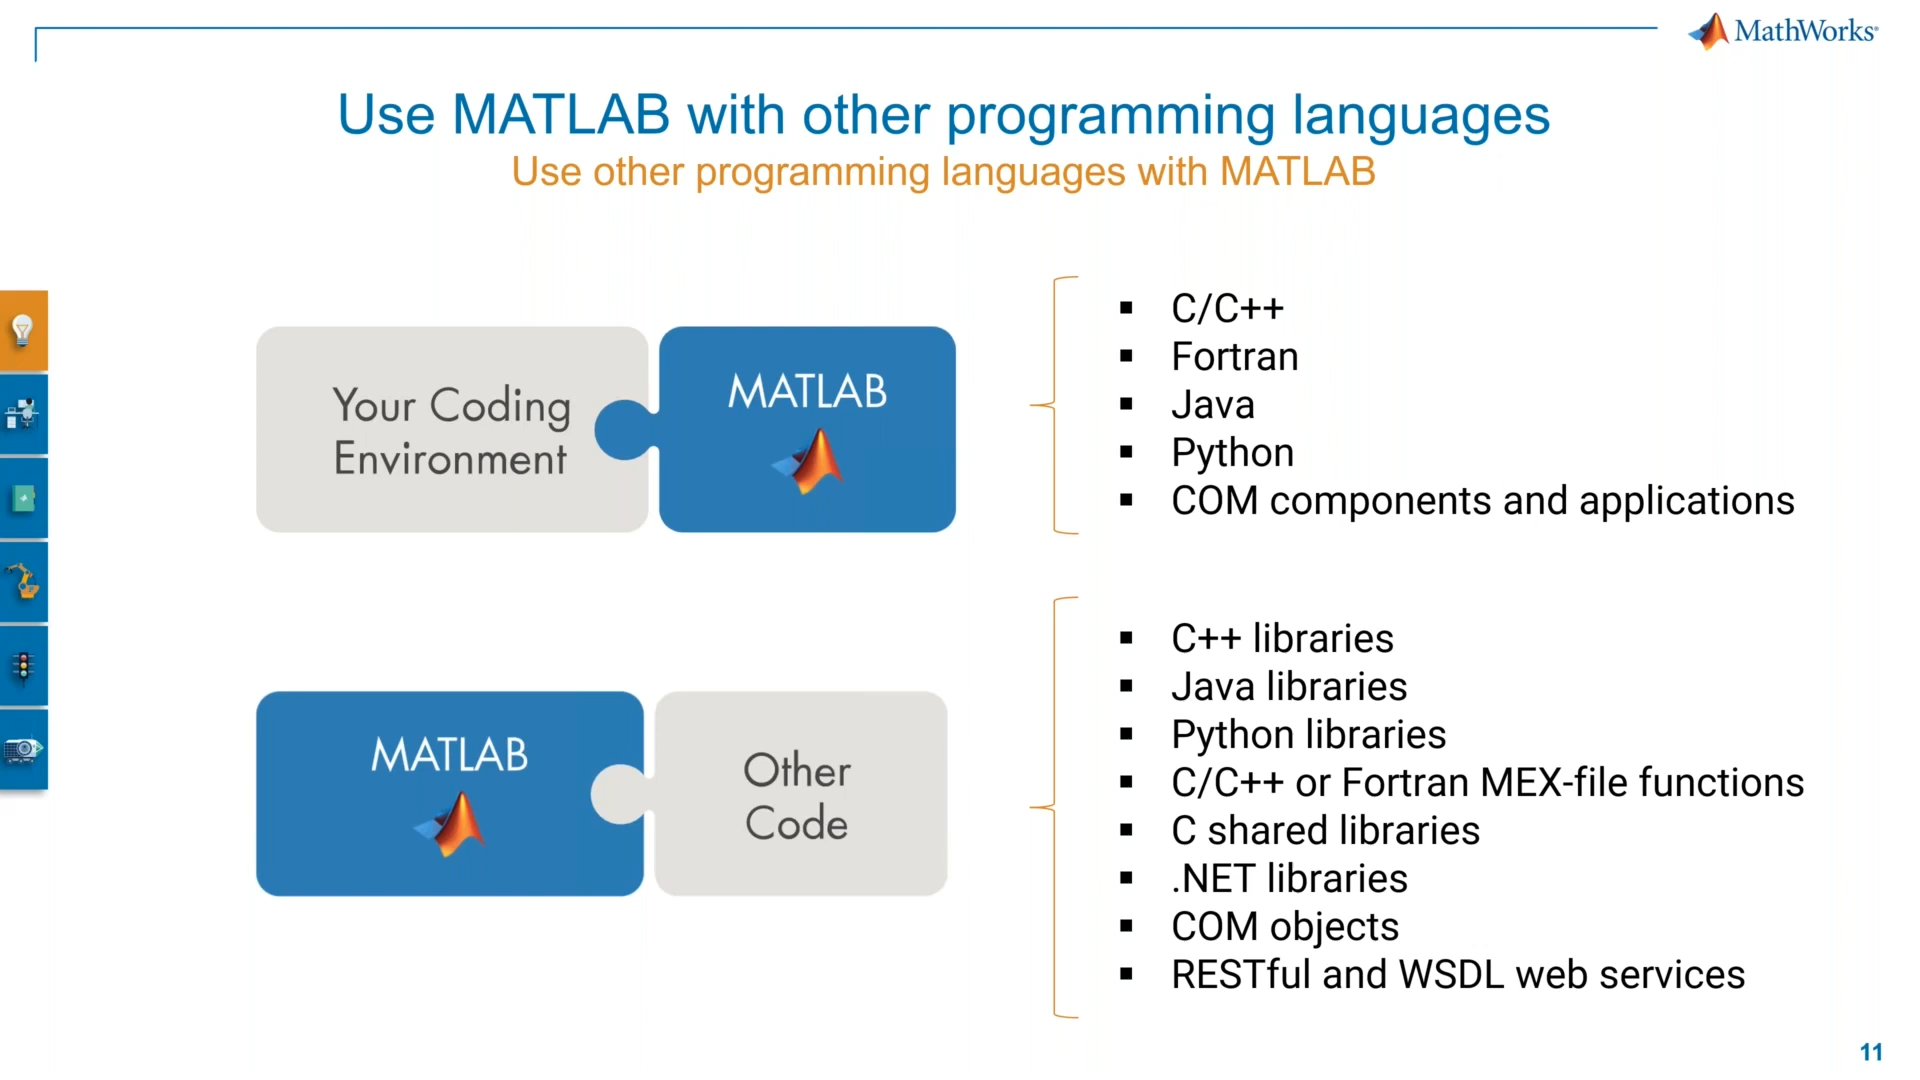 MathWorks®
Use MATLAB with other programming languages
Use other programming languages with MATLAB
Your Coding
Environment
MATLAB
▪ C/C++
▪ Fortran
▪ Java
▪ Python
▪ COM components and applications
MATLAB
Other
Code
▪ C++ libraries
▪ Java libraries
▪ Python libraries
▪ C/C++ or Fortran MEX-file functions
▪ C shared libraries
▪ .NET libraries
▪ COM objects
▪ RESTful and WSDL web services
11